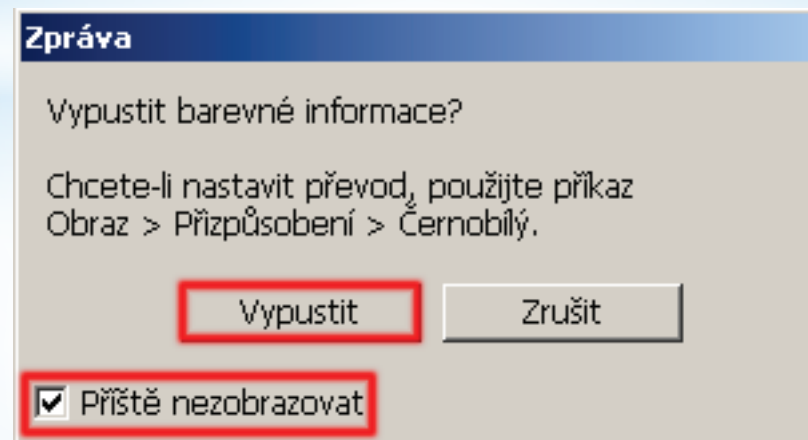 Zpráva
Vypustit barevné informace?
Chcete-li nastavit převod, použijte příkaz
Obraz > Přizpůsobení > Černobílý.
Vypustit Zrušit
Příště nezobrazovat